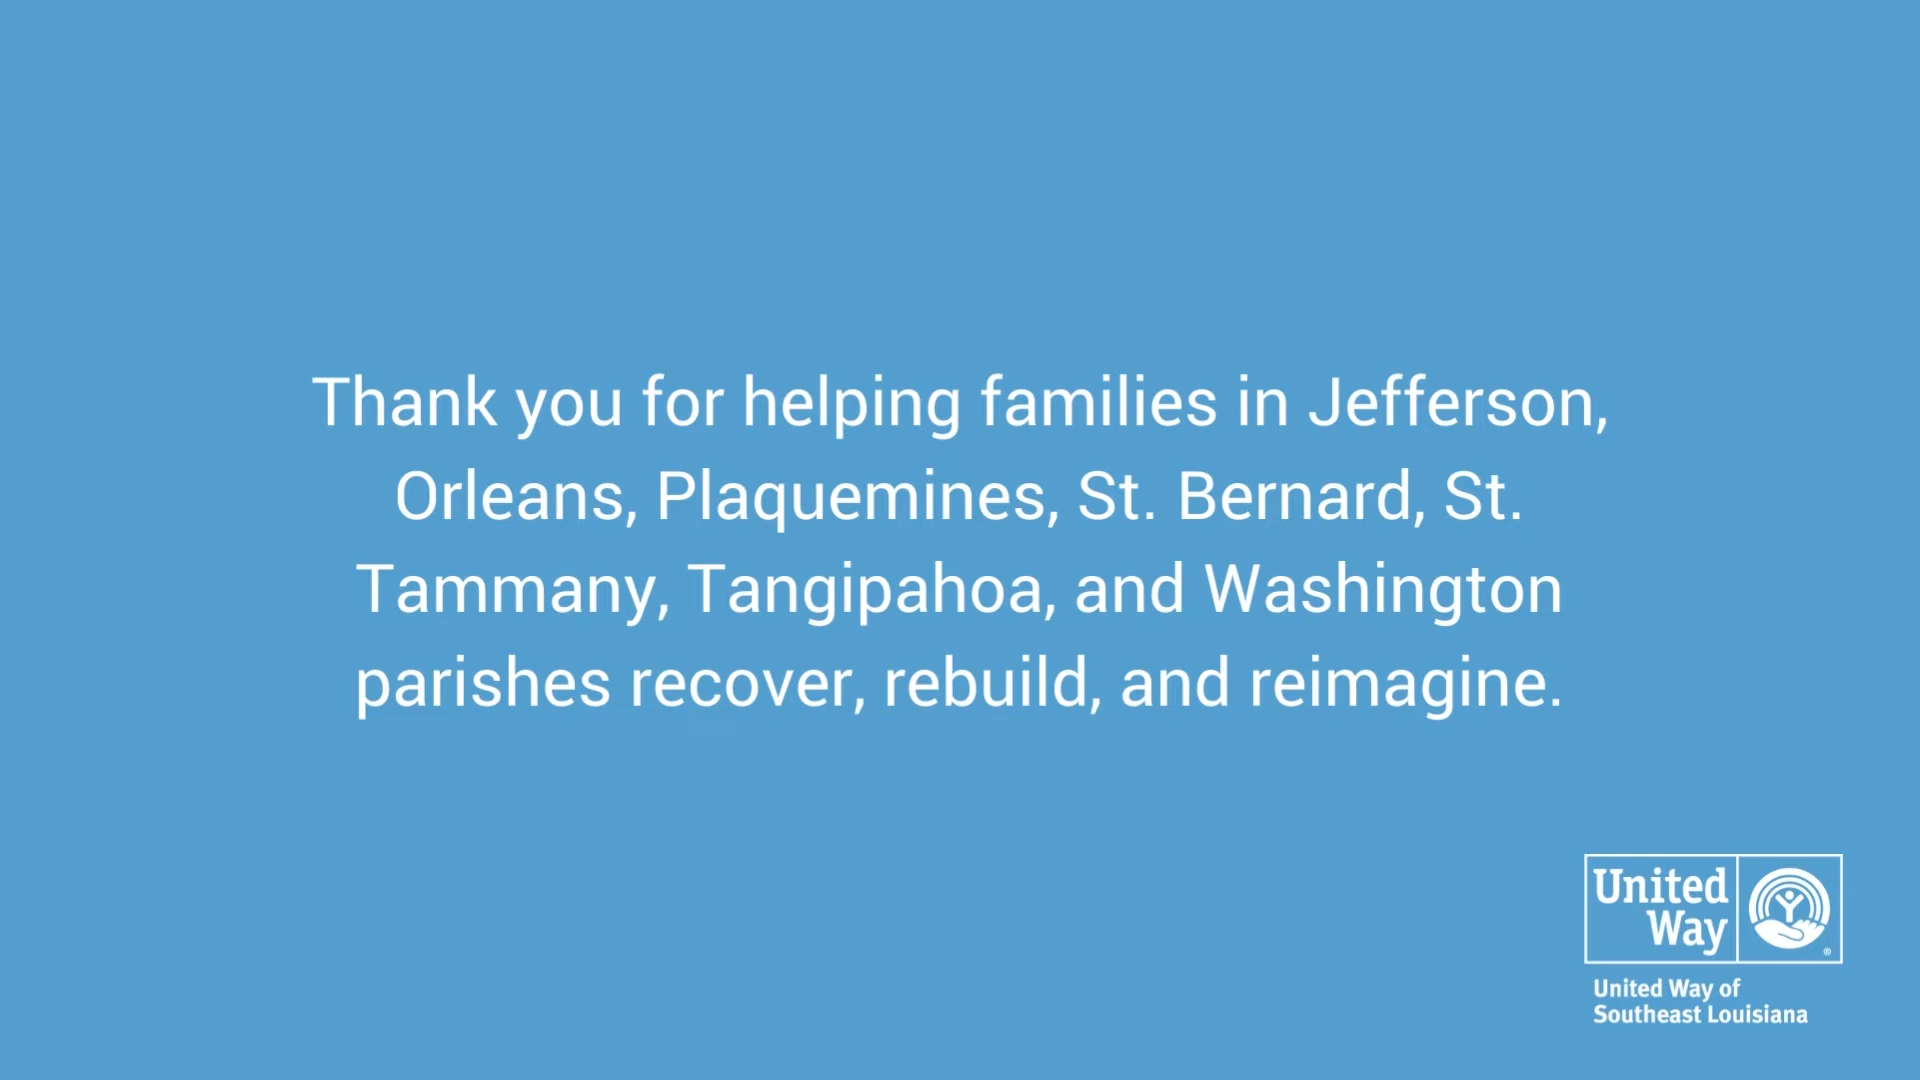 Thank you for helping families in Jefferson,
Orleans, Plaquemines, St. Bernard, St.
Tammany, Tangipahoa, and Washington
parishes recover, rebuild, and reimagine.
United
Way
®
United Way of
Southeast Louisiana